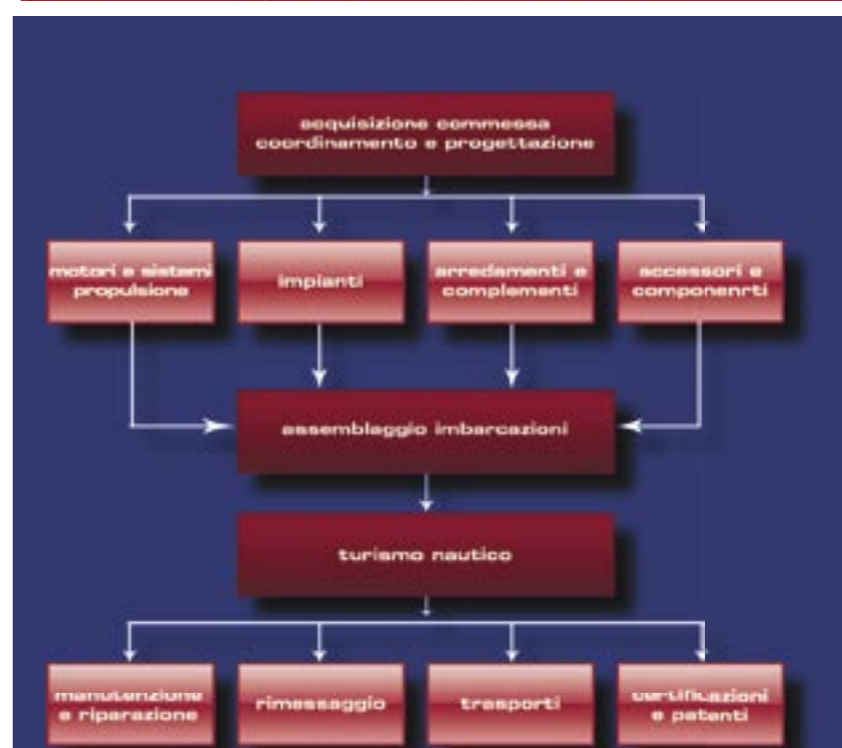 acquisizione commessa
coordinamento e progettazione
motori e sistemi
propulsione
impianti
arredamenti e
complementi
accessori e
componenrti
assemblaggio imbarcazioni
turismo nautico
manutenzione
e riparazione
rimessaggio
trasporti
certificazioni
e patenti